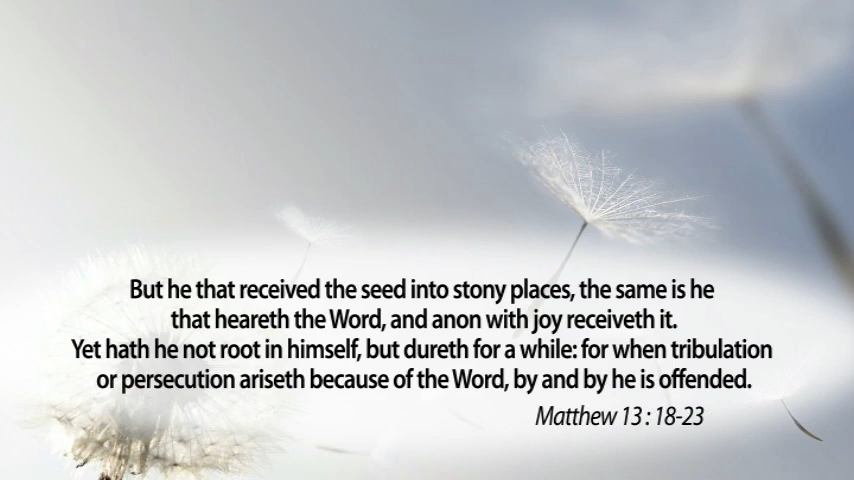 But he that received the seed into stony places, the same is he
that heareth the Word, and anon with joy receiveth it.
Yet hath he not root in himself, but dureth for a while: for when tribulation
or persecution ariseth because of the Word, by and by he is offended.
Matthew 13 : 18-23